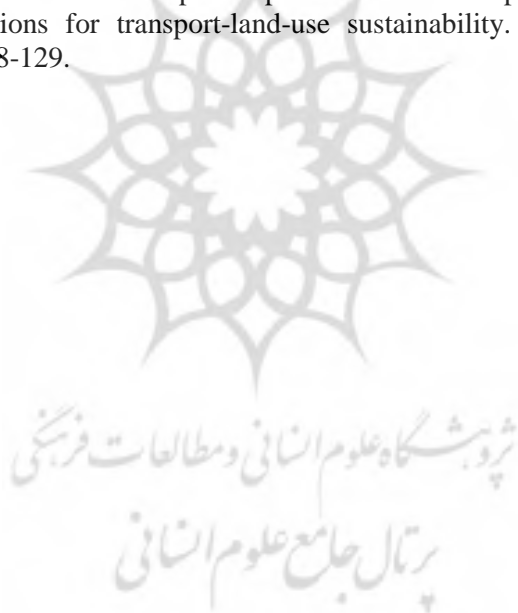 ions for transport-land-use sustainability.
8-129.
پژوهشگاه علوم انسانی و مطالعات فرهنگی
پرتال جامع علوم انسانی